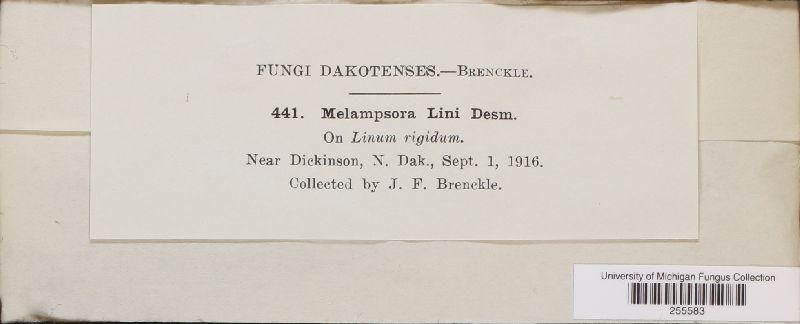 FUNGI DAKOTENSES.—BRENCKLE.
441. Melampsora Lini Desm.
On Linum rigidum.
Near Dickinson, N. Dak., Sept. 1, 1916.
Collected by J. F. Brenckle.
University of Michigan Fungus Collection
255583